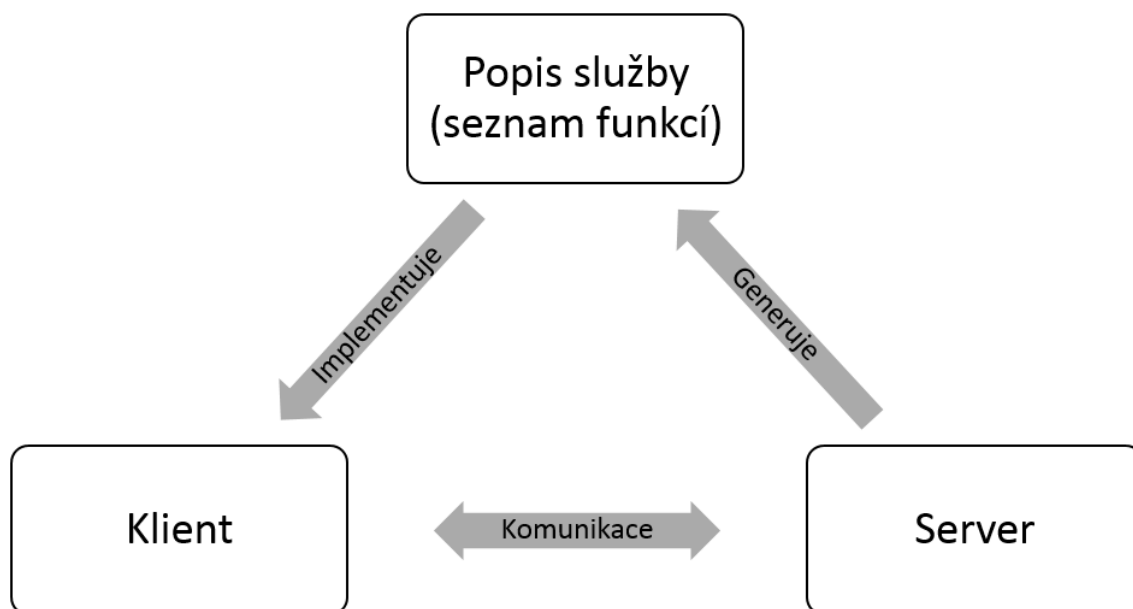 Popis služby
(seznam funkcí)
Implementuje
Generuje
Klient
Komunikace
Server